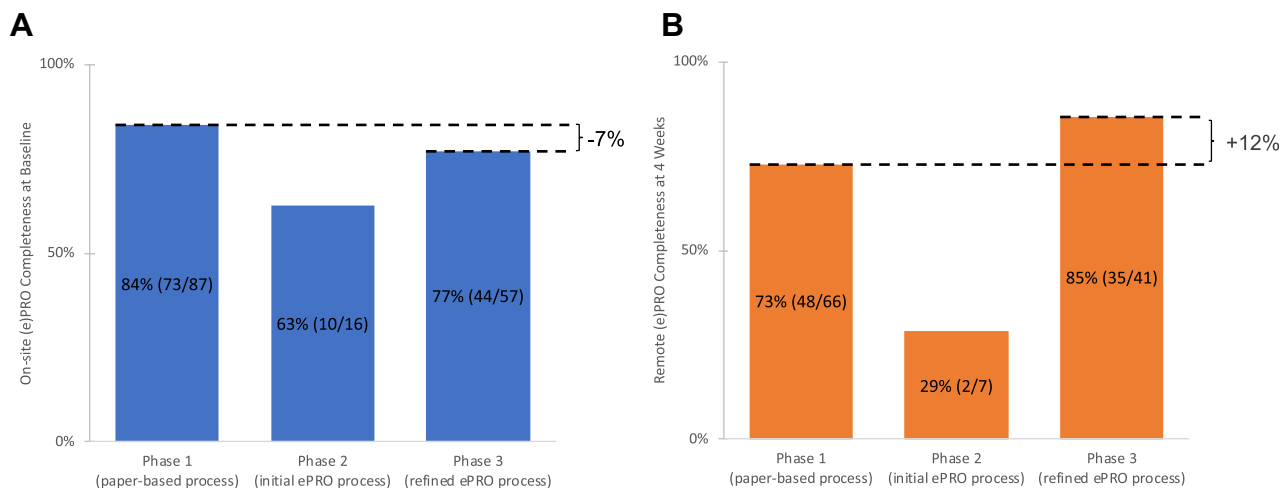 A
On-site (e)PRO Completeness at Baseline
100%
50%
0%
84% (73/87)
63% (10/16)
77% (44/57)
-7%
Phase 1
(paper-based process)
Phase 2
(initial ePRO process)
Phase 3
(refined ePRO process)
B
Remote (e)PRO Completeness at 4 Weeks
100%
50%
0%
73% (48/66)
29% (2/7)
85% (35/41)
+12%
Phase 1
(paper-based process)
Phase 2
(initial ePRO process)
Phase 3
(refined ePRO process)